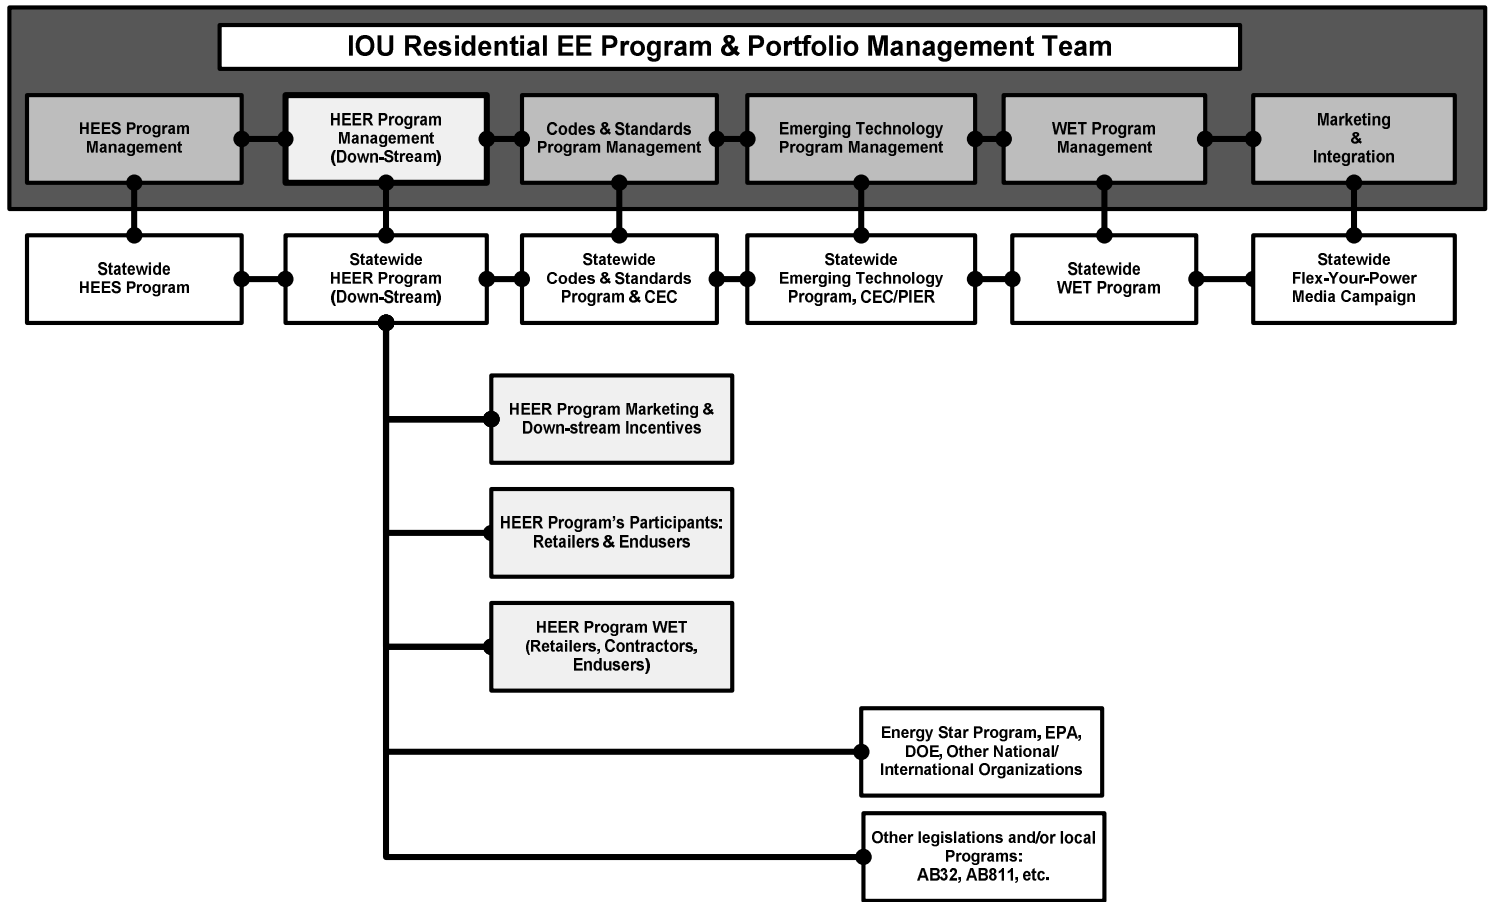 IOU Residential EE Program & Portfolio Management Team
HEES Program
Management
HEER Program
Management
(Down-Stream)
Codes & Standards
Program Management
Emerging Technology
Program Management
WET Program
Management
Marketing
&
Integration
Statewide
HEES Program
Statewide
HEER Program
(Down-Stream)
Statewide
Codes & Standards
Program & CEC
Statewide
Emerging Technology
Program, CEC/PIER
Statewide
WET Program
Statewide
Flex-Your-Power
Media Campaign
HEER Program Marketing &
Down-stream Incentives
HEER Program’s Participants:
Retailers & Endusers
HEER Program WET
(Retailers, Contractors,
Endusers)
Energy Star Program, EPA,
DOE, Other National/
International Organizations
Other legislations and/or local
Programs:
AB32, AB811, etc.